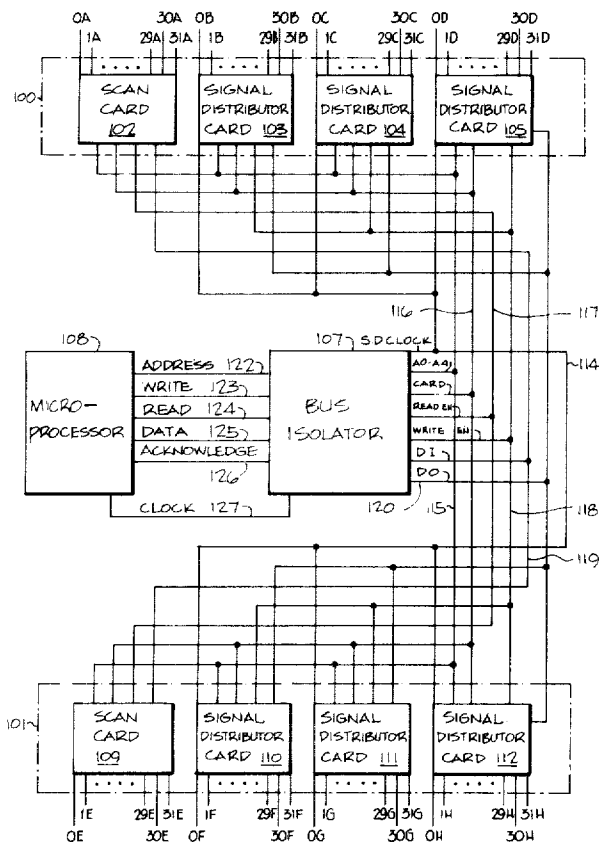 0A 30A 0B 30B 0C 30C 0D 30D
1A 29A 31A 1B 29B 31B 1C 29C 31C 1D 29D 31D
100
SCAN CARD 102
SIGNAL DISTRIBUTOR CARD 103
SIGNAL DISTRIBUTOR CARD 104
SIGNAL DISTRIBUTOR CARD 105
116
117
108
107
SDCLOCK
114
MICRO-
PROCESSOR
ADDRESS 122
WRITE 123
READ 124
DATA 125
ACKNOWLEDGE
126
CLOCK 127
BUS
ISOLATOR
A0-A4
CARD
READ EN
WRITE EN
DI
DO
120
115
118
119
101
SCAN CARD 109
SIGNAL DISTRIBUTOR CARD 110
SIGNAL DISTRIBUTOR CARD 111
SIGNAL DISTRIBUTOR CARD 112
1E 29E 31E 1F 29F 31F 1G 29G 31G 1H 29H 31H
0E 30E 0F 30F 0G 30G 0H 30H